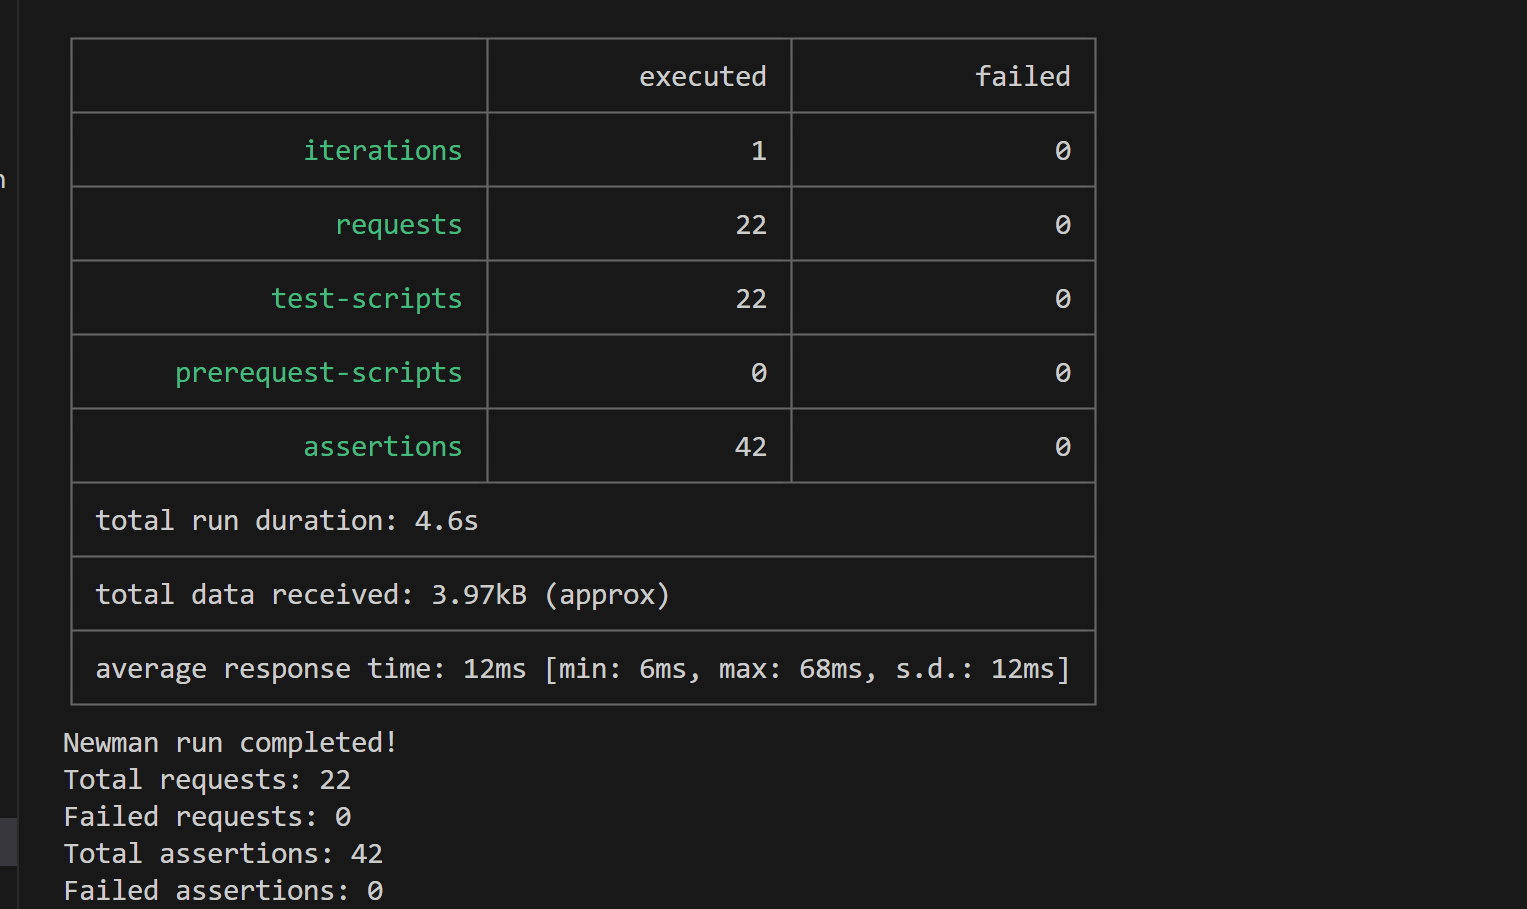 executed failed
iterations 1 0
requests 22 0
test-scripts 22 0
prerequest-scripts 0 0
assertions 42 0
total run duration: 4.6s
total data received: 3.97kB (approx)
average response time: 12ms [min: 6ms, max: 68ms, s.d.: 12ms]
Newman run completed!
Total requests: 22
Failed requests: 0
Total assertions: 42
Failed assertions: 0